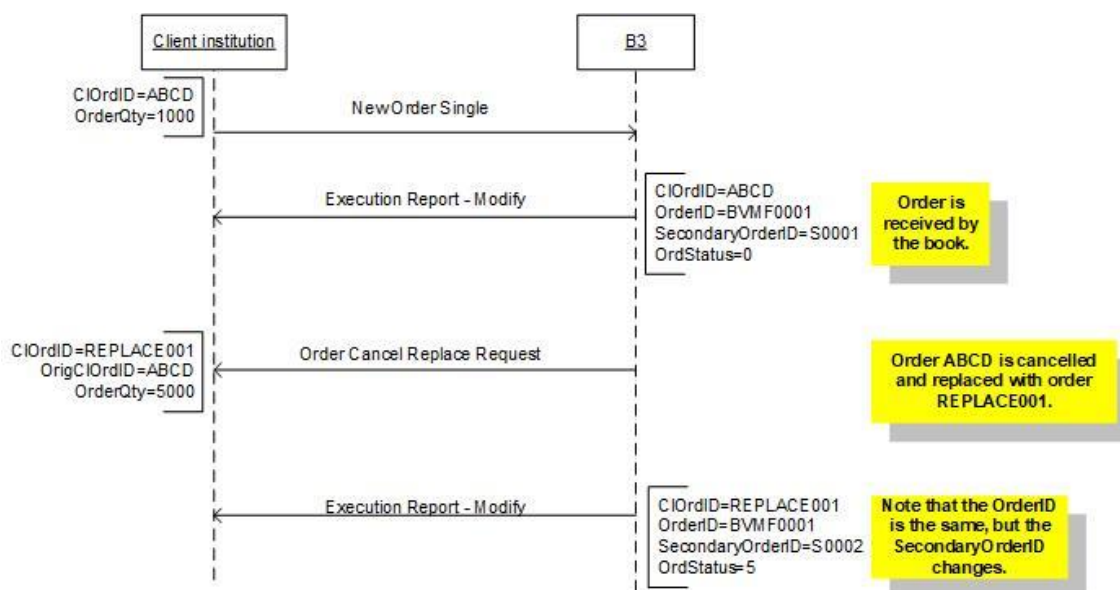 Client institution
B3
ClOrdID=ABCD
OrderQty=1000
NewOrder Single
Execution Report - Modify
ClOrdID=ABCD
OrderID=BVMF0001
SecondaryOrderID=S0001
OrdStatus=0
Order is
received by
the book.
ClOrdID=REPLACE001
OrigClOrdID=ABCD
OrderQty=5000
Order Cancel Replace Request
Order ABCD is cancelled
and replaced with order
REPLACE001.
Execution Report - Modify
ClOrdID=REPLACE001
OrderID=BVMF0001
SecondaryOrderID=S0002
OrdStatus=5
Note that the OrderID
is the same, but the
SecondaryOrderID
changes.